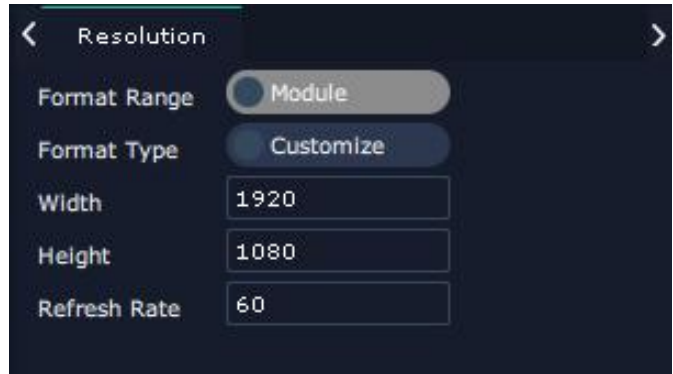 Resolution
Format Range Module
Format Type Customize
Width 1920
Height 1080
Refresh Rate 60